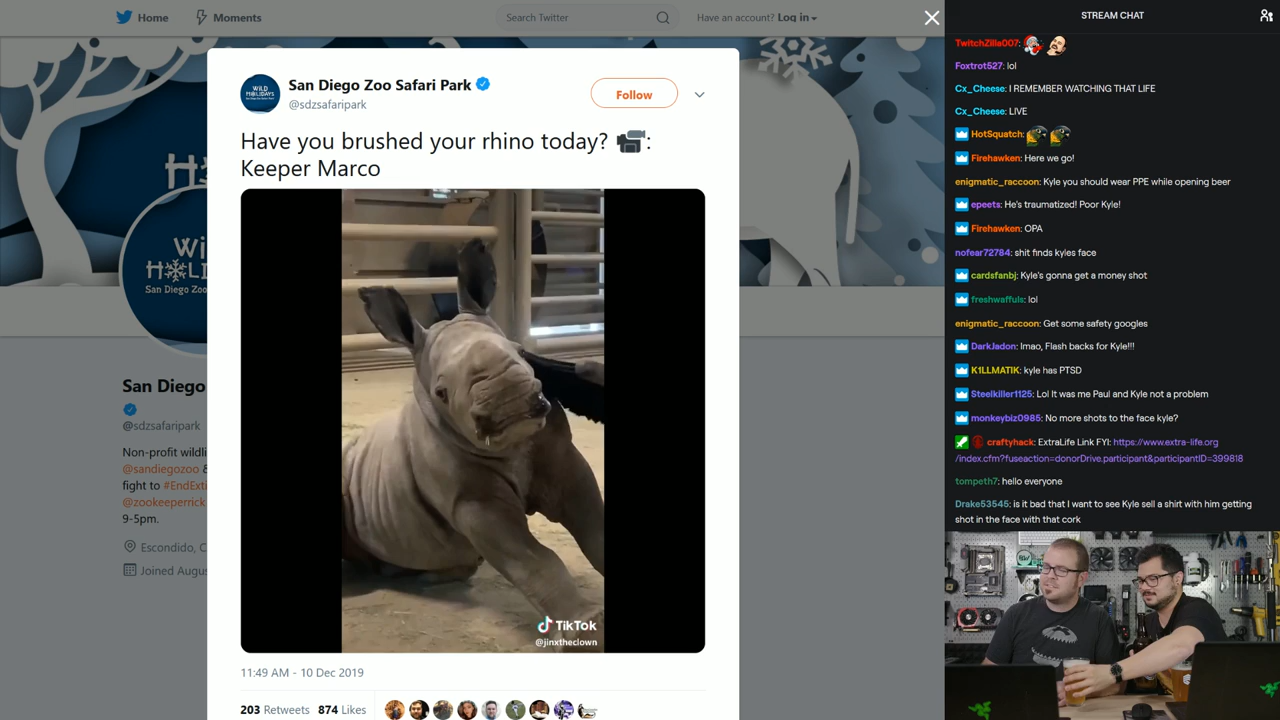 Home
Moments
Search Twitter
Have an account? Log in
San Diego Zoo Safari Park
@sdzsafaripark
Follow
Have you brushed your rhino today? :
Keeper Marco
TikTok
@jinxtheclown
11:49 AM - 10 Dec 2019
203 Retweets 874 Likes
San Diego
@sdzsafaripark
Non-profit wildli
@sandiegozoo &
fight to #EndExti
@zookeeperrick
9-5pm.
Escondido, C
Joined Augu
San Diego Zoo
STREAM CHAT
TwitchZilla007:
Foxtrot527: lol
Cx_Cheese: I REMEMBER WATCHING THAT LIFE
Cx_Cheese: LIVE
HotSquatch:
Firehawken: Here we go!
enigmatic_raccoon: Kyle you should wear PPE while opening beer
epeets: He's traumatized! Poor Kyle!
Firehawken: OPA
nofear72784: shit finds kyles face
cardsfanbj: Kyle's gonna get a money shot
freshwaffuls: lol
enigmatic_raccoon: Get some safety googles
DarkJadon: lmao, Flash backs for Kyle!!!
K1LLMATIK: kyle has PTSD
Steelkiller1125: Lol It was me Paul and Kyle not a problem
monkeybiz0985: No more shots to the face kyle?
craftyhack: ExtraLife Link FYI: https://www.extra-life.org
/index.cfm?fuseaction=donorDrive.participant&participantID=399818
tompeth7: hello everyone
Drake53545: is it bad that I want to see Kyle sell a shirt with him getting
shot in the face with that cork